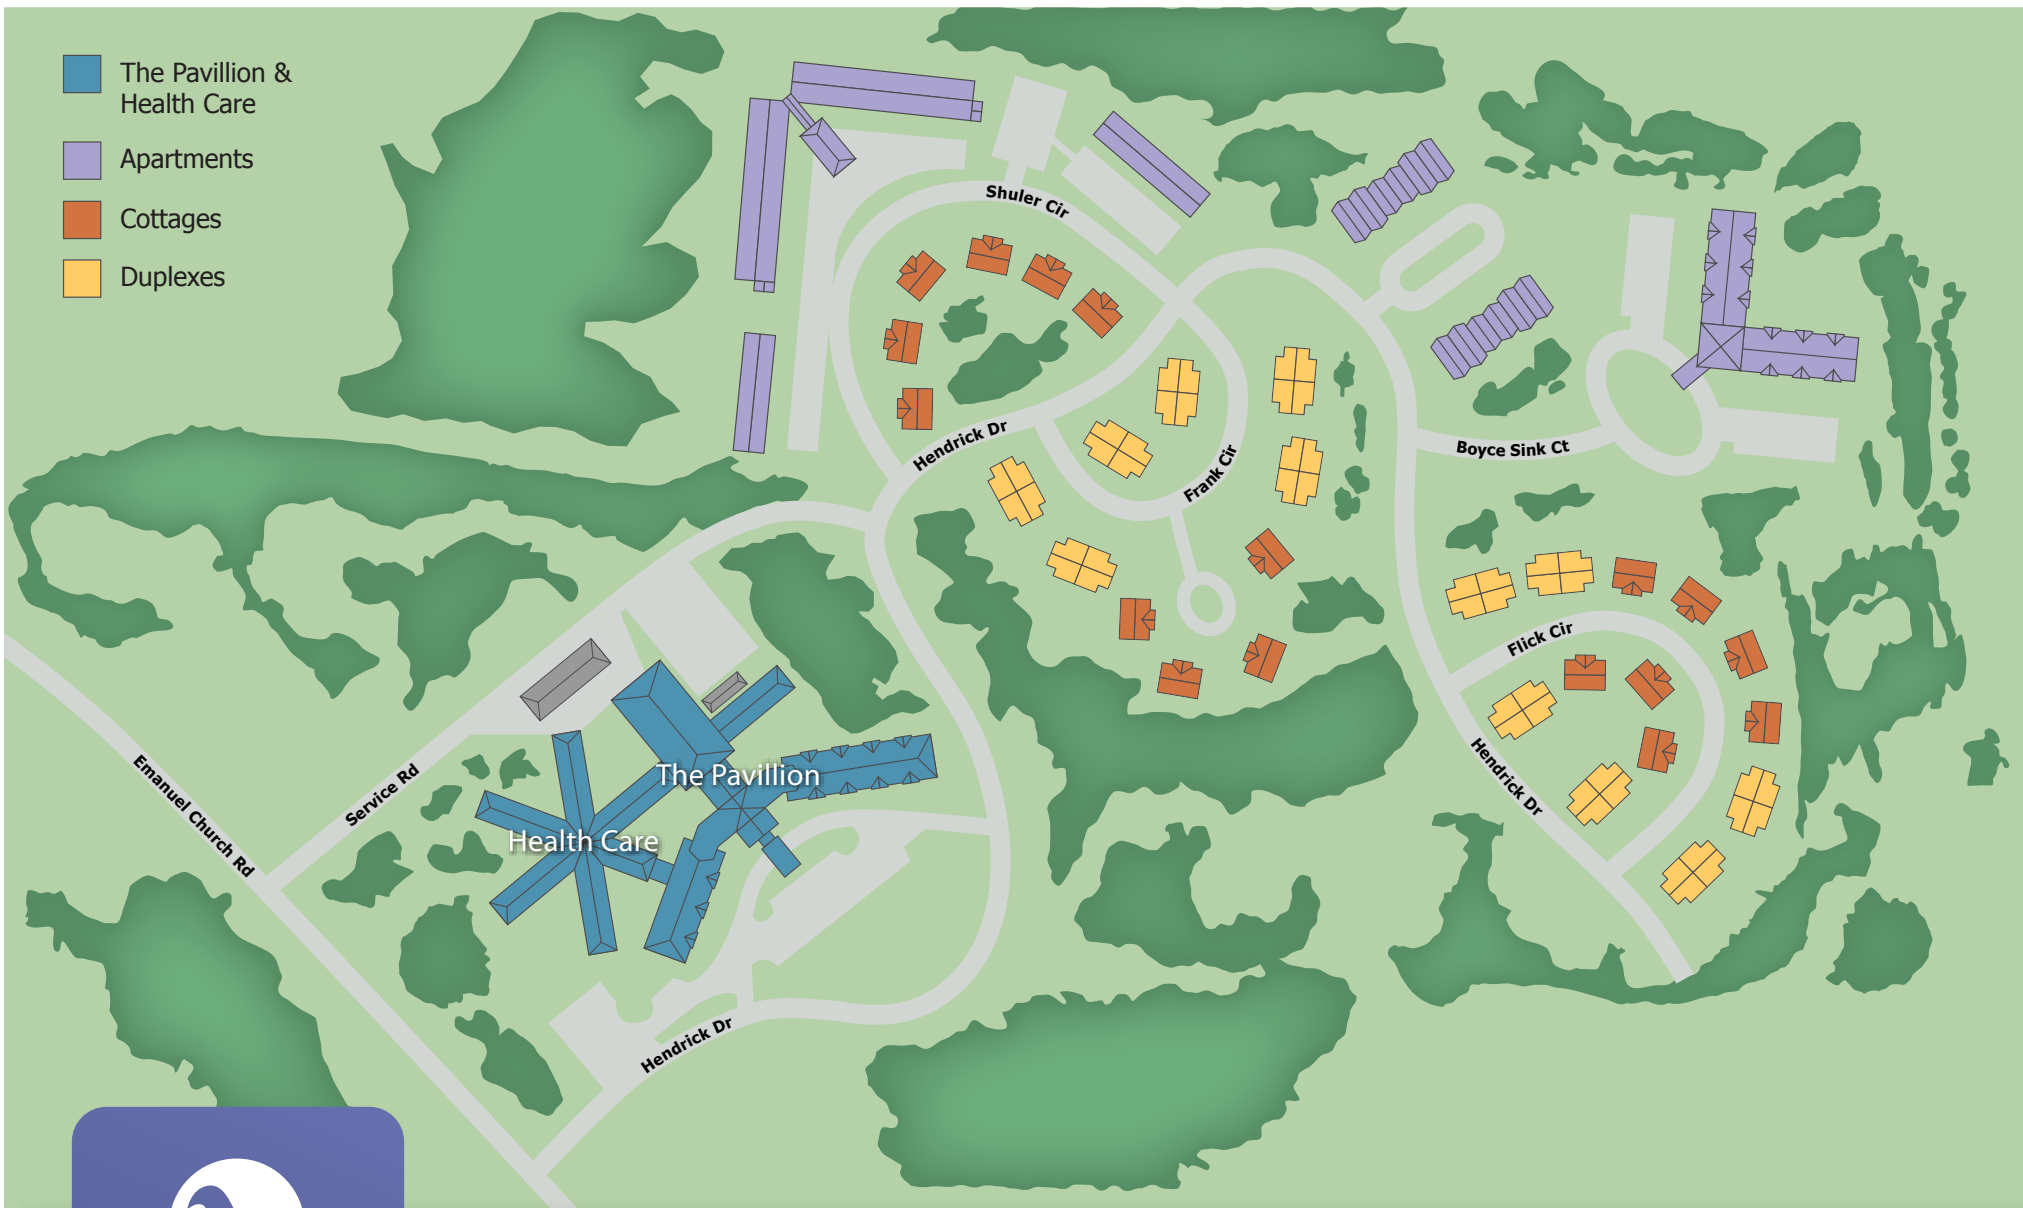 The Pavillion &
Health Care
Apartments
Cottages
Duplexes
Shuler Cir
Hendrick Dr
Frank Cir
Boyce Sink Ct
Flick Cir
Hendrick Dr
Emanuel Church Rd
Service Rd
The Pavillion
Health Care
Hendrick Dr